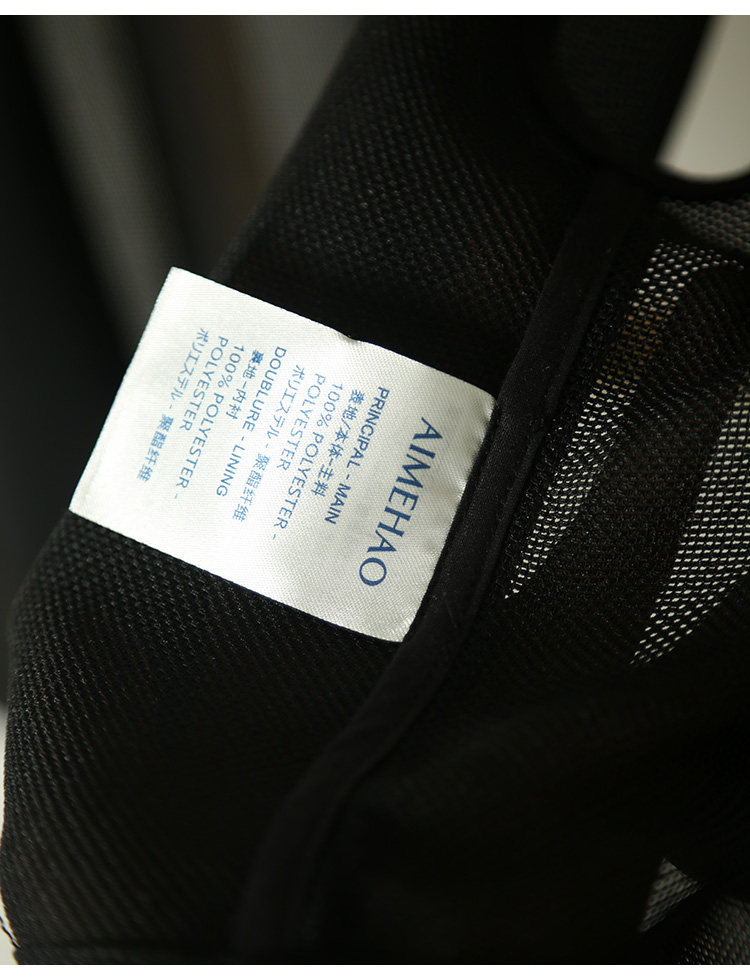 AIMEHAO
PRINCIPAL - MAIN
表地/本体-主料
100% POLYESTER
POLYESTER -
ポリエステル - 聚酯纤维
DOUBLURE - LINING
裏地-内衬
100% POLYESTER
POLYESTER -
ポリエステル - 聚酯纤维